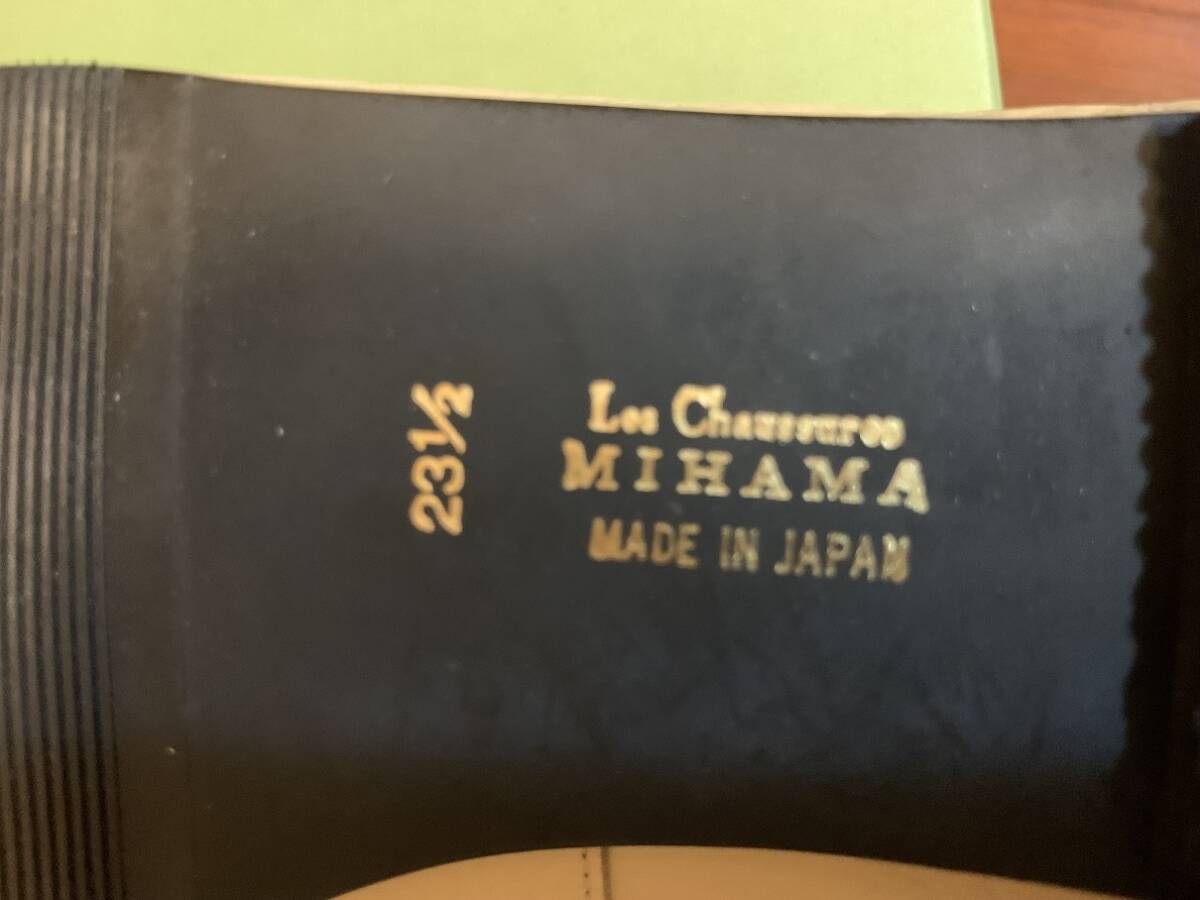 23½
Les Chaussures
MIHAMA
MADE IN JAPAN